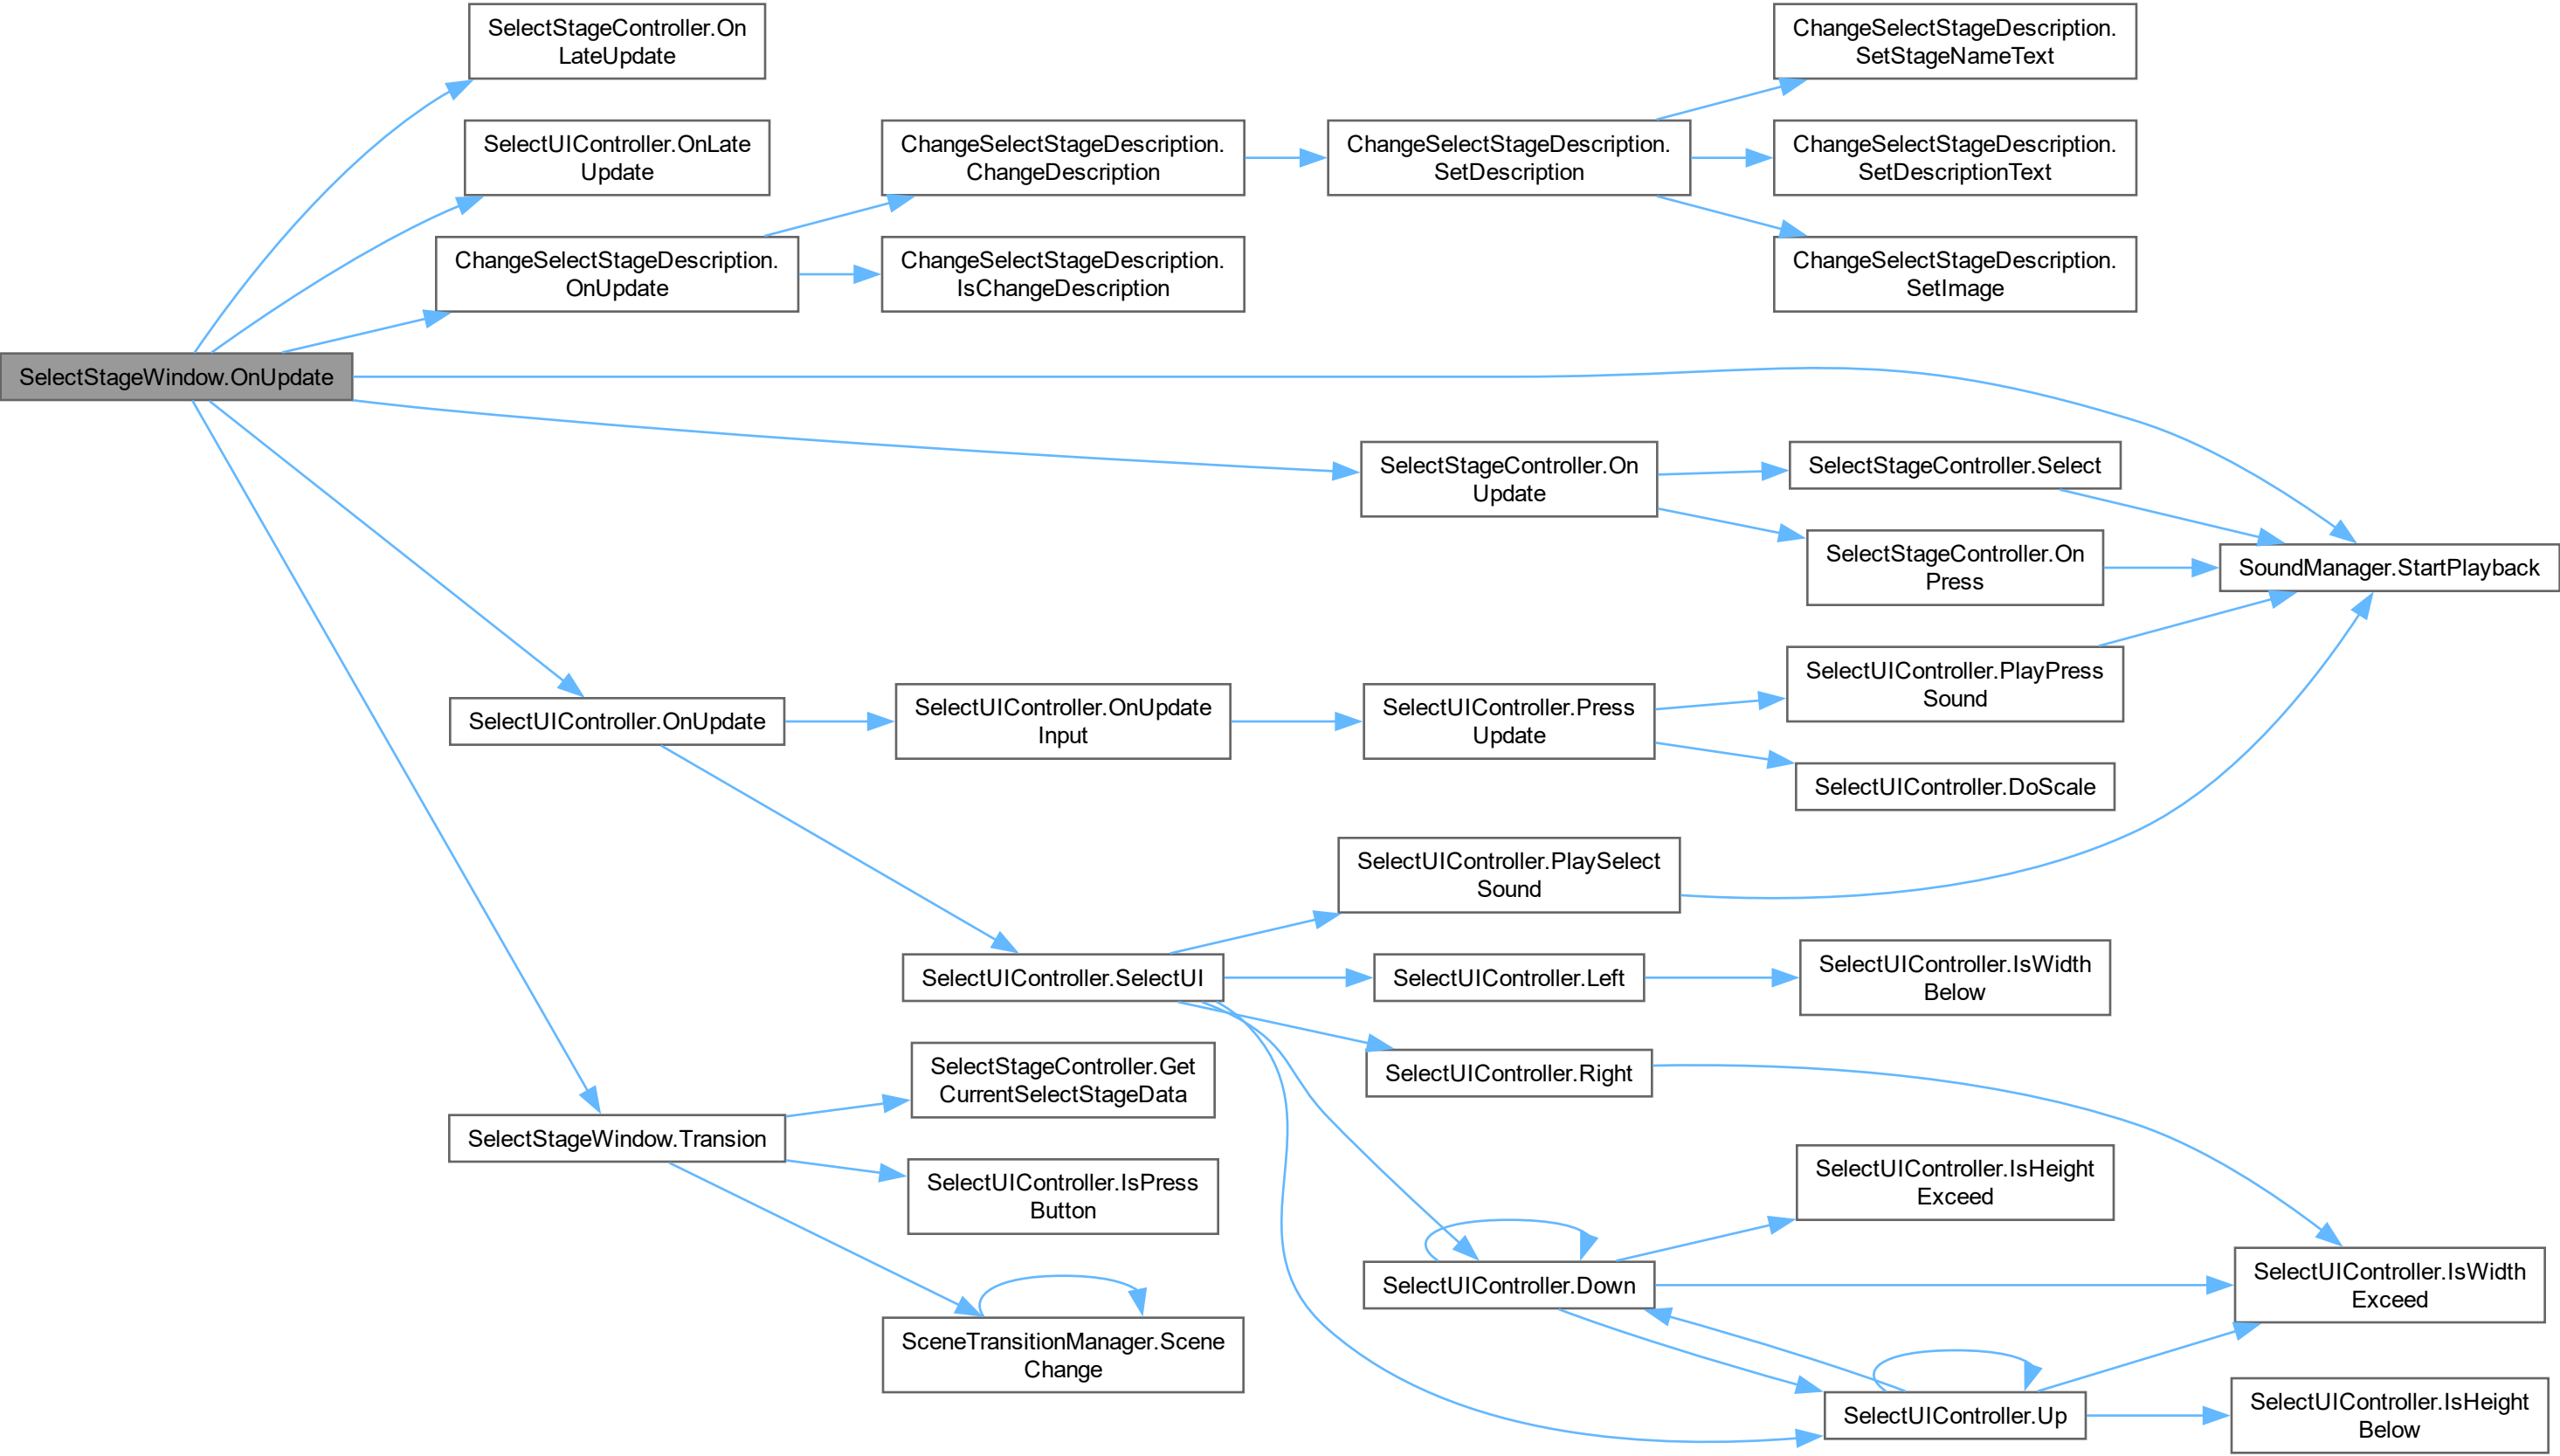 SelectStageController.On
LateUpdate
ChangeSelectStageDescription.
SetStageNameText
SelectUIController.OnLate
Update
ChangeSelectStageDescription.
ChangeDescription
ChangeSelectStageDescription.
SetDescription
ChangeSelectStageDescription.
SetDescriptionText
ChangeSelectStageDescription.
OnUpdate
ChangeSelectStageDescription.
IsChangeDescription
ChangeSelectStageDescription.
SetImage
SelectStageWindow.OnUpdate
SelectStageController.On
Update
SelectStageController.Select
SelectStageController.On
Press
SoundManager.StartPlayback
SelectUIController.OnUpdate
SelectUIController.OnUpdate
Input
SelectUIController.Press
Update
SelectUIController.PlayPress
Sound
SelectUIController.DoScale
SelectUIController.PlaySelect
Sound
SelectUIController.SelectUI
SelectUIController.Left
SelectUIController.IsWidth
Below
SelectUIController.Right
SelectStageWindow.Transion
SelectStageController.Get
CurrentSelectStageData
SelectUIController.IsPress
Button
SceneTransitionManager.Scene
Change
SelectUIController.IsHeight
Exceed
SelectUIController.Down
SelectUIController.IsWidth
Exceed
SelectUIController.Up
SelectUIController.IsHeight
Below